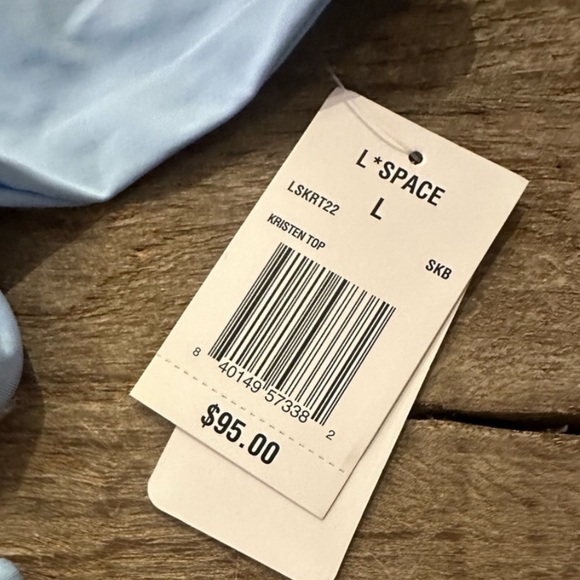 L*SPACE
L
LSKRT22
KRISTEN TOP
SKB
8 40149 57338 2
$95.00